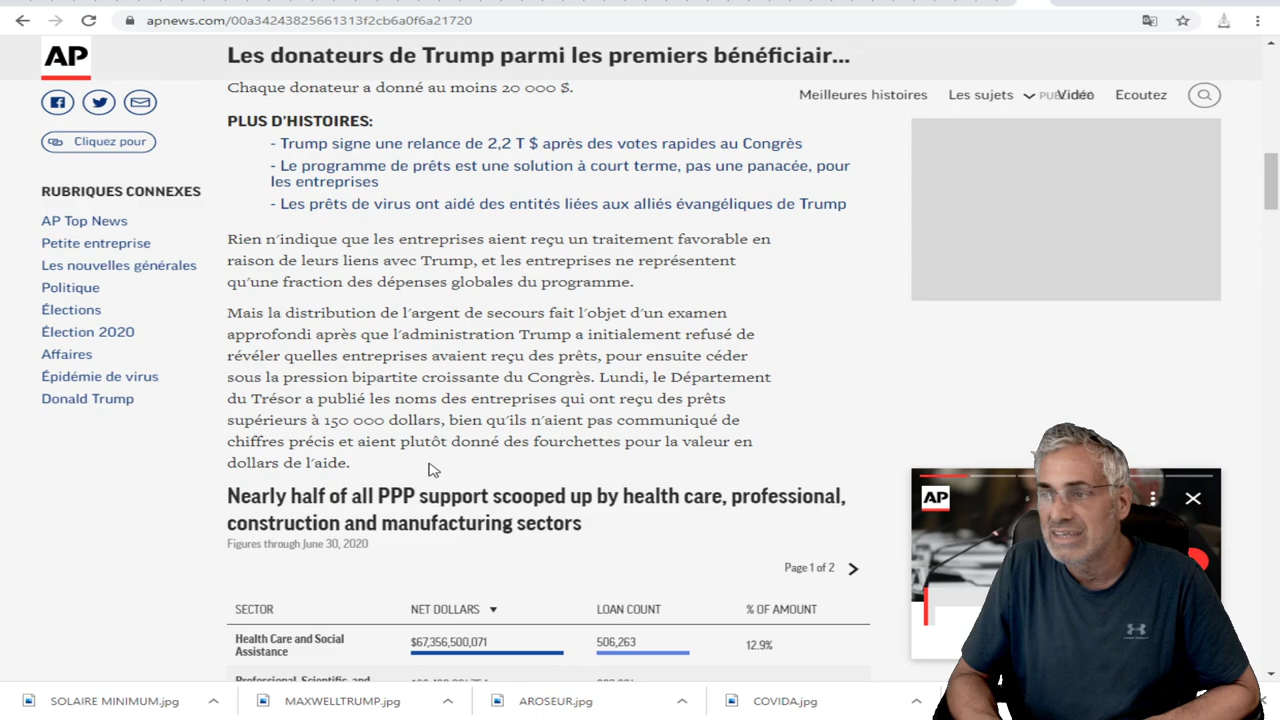 apnews.com/00a34243825661313f2cb6a0f6a21720
AP
Les donateurs de Trump parmi les premiers bénéficiair...
Chaque donateur a donné au moins 20 000 $.
Meilleures histoires
Les sujets
Vidéo
Ecoutez
PLUS D'HISTOIRES:
- Trump signe une relance de 2,2 T $ après des votes rapides au Congrès
- Le programme de prêts est une solution à court terme, pas une panacée, pour
les entreprises
- Les prêts de virus ont aidé des entités liées aux alliés évangéliques de Trump
Cliquez pour
RUBRIQUES CONNEXES
AP Top News
Petite entreprise
Les nouvelles générales
Politique
Élections
Élection 2020
Affaires
Épidémie de virus
Donald Trump
Rien n'indique que les entreprises aient reçu un traitement favorable en
raison de leurs liens avec Trump, et les entreprises ne représentent
qu'une fraction des dépenses globales du programme.
Mais la distribution de l'argent de secours fait l'objet d'un examen
approfondi après que l'administration Trump a initialement refusé de
révéler quelles entreprises avaient reçu des prêts, pour ensuite céder
sous la pression bipartite croissante du Congrès. Lundi, le Département
du Trésor a publié les noms des entreprises qui ont reçu des prêts
supérieurs à 150 000 dollars, bien qu'ils n'aient pas communiqué de
chiffres précis et aient plutôt donné des fourchettes pour la valeur en
dollars de l'aide.
Nearly half of all PPP support scooped up by health care, professional,
construction and manufacturing sectors
Figures through June 30, 2020
Page 1 of 2
SECTOR NET DOLLARS LOAN COUNT % OF AMOUNT
Health Care and Social
Assistance
$67,356,500,071 506,263 12.9%
AP
SOLAIRE MINIMUM.jpg
MAXWELLTRUMP.jpg
AROSEUR.jpg
COVIDA.jpg